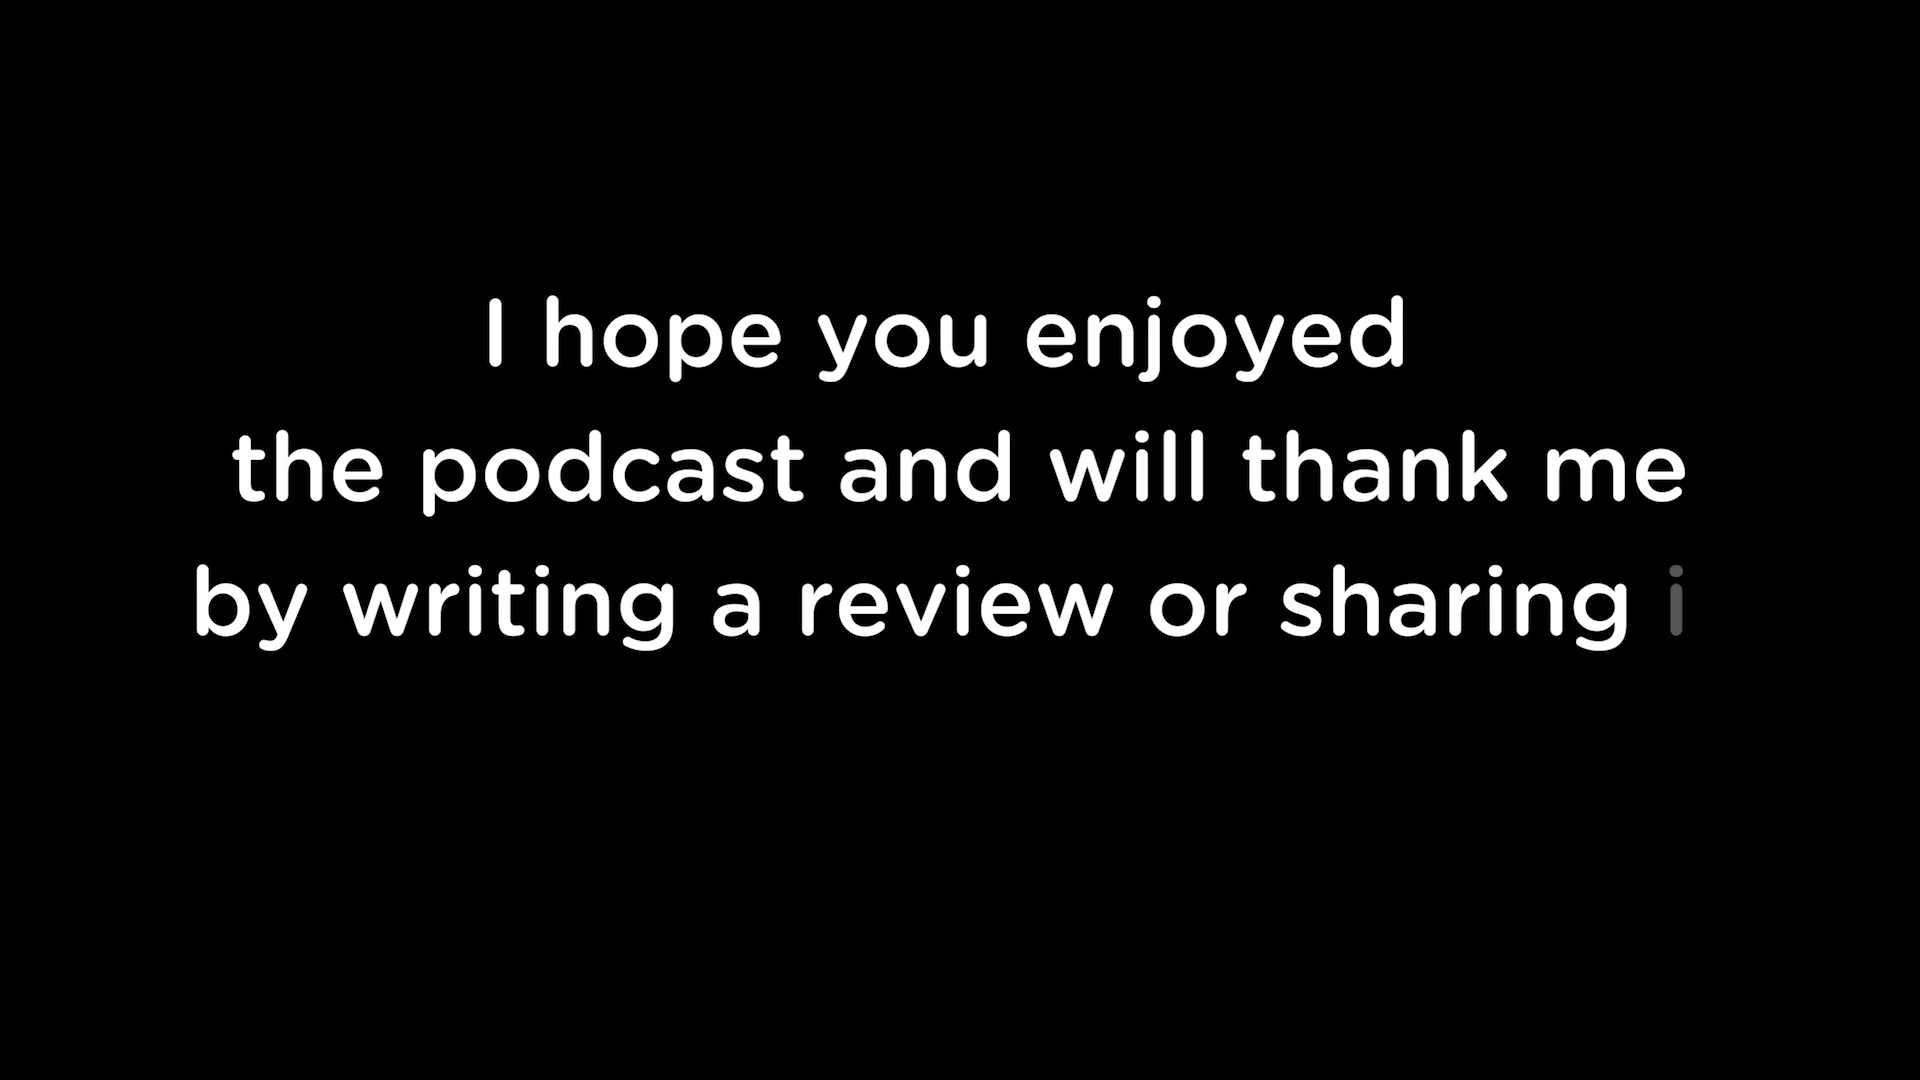 I hope you enjoyed
the podcast and will thank me
by writing a review or sharing i